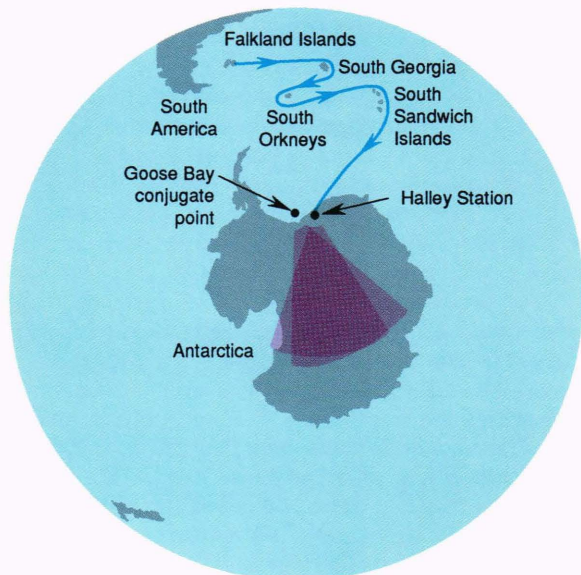 Falkland Islands
South Georgia
South
America
South
Orkneys
South
Sandwich
Islands
Goose Bay
conjugate
point
Halley Station
Antarctica